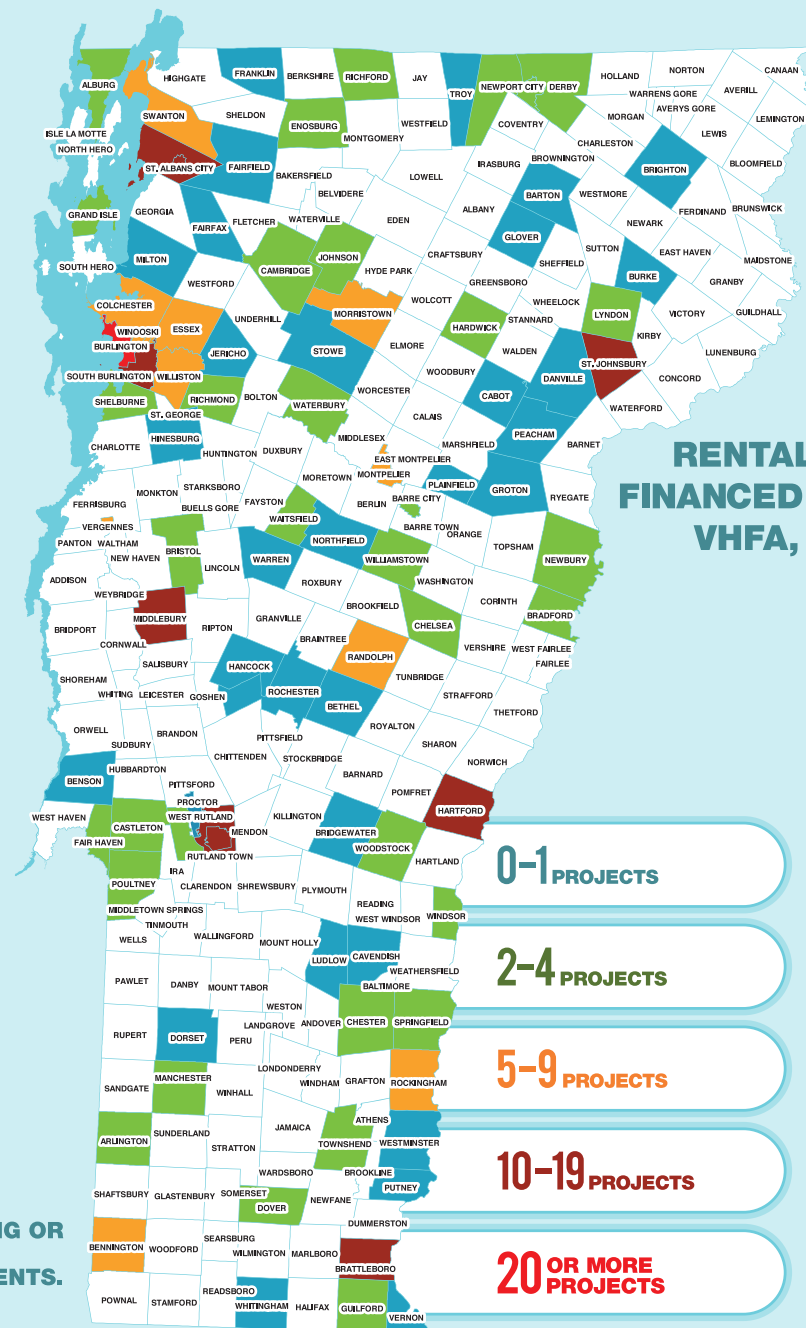 CANAAN
NORTON
HOLLAND
FRANKLIN
BERKSHIRE
RICHFORD
JAY
HIGHGATE
ALBURG
NEWPORT CITY
DERBY
TROY
WARRENS GORE
AVERILL
AVERYS GORE
LEMINGTON
MORGAN
SWANTON
SHELDON
ENOSBURG
WESTFIELD
COVENTRY
LEWIS
ISLE LA MOTTE
MONTGOMERY
CHARLESTON
NORTH HERO
BROWNINGTON
BLOOMFIELD
IRASBURG
ST. ALBANS CITY
FAIRFIELD
BRIGHTON
BAKERSFIELD
LOWELL
BELVIDERE
BARTON
WESTMORE
BRUNSWICK
GEORGIA
ALBANY
FERDINAND
GRAND ISLE
FLETCHER
WATERVILLE
EDEN
NEWARK
FAIRFAX
GLOVER
SUTTON
EAST HAVEN
CRAFTSBURY
JOHNSON
MILTON
MAIDSTONE
SOUTH HERO
SHEFFIELD
CAMBRIDGE
HYDE PARK
BURKE
GREENSBORO
GRANBY
WESTFORD
WOLCOTT
WHEELOCK
COLCHESTER
GUILDHALL
MORRISTOWN
VICTORY
LYNDON
UNDERHILL
STANNARD
HARDWICK
ESSEX
WINOOSKI
KIRBY
BURLINGTON
ELMORE
STOWE
WALDEN
LUNENBURG
JERICHO
ST. JOHNSBURY
WOODBURY
SOUTH BURLINGTON
WILLISTON
DANVILLE
CONCORD
WORCESTER
CABOT
BOLTON
RICHMOND
SHELBURNE
WATERBURY
WATERFORD
ST. GEORGE
CALAIS
PEACHAM
HINESBURG
MIDDLESEX
MARSHFIELD
BARNET
CHARLOTTE
DUXBURY
HUNTINGTON
EAST MONTPELIER
MONTPELIER
MORETOWN
PLAINFIELD
STARKSBORO
GROTON
MONKTON
RYEGATE
BARRE CITY
FERRISBURG
FAYSTON
BERLIN
BUELLS GORE
WAITSFIELD
VERGENNES
BARRE TOWN
ORANGE
NORTHFIELD
PANTON
WALTHAM
TOPSHAM
BRISTOL
NEW HAVEN
WARREN
WILLIAMSTOWN
NEWBURY
LINCOLN
ADDISON
ROXBURY
WASHINGTON
WEYBRIDGE
CORINTH
BROOKFIELD
BRADFORD
MIDDLEBURY
GRANVILLE
CHELSEA
BRIDPORT
RIPTON
BRAINTREE
CORNWALL
VERSHIRE
WEST FAIRLEE
RANDOLPH
FAIRLEE
SALISBURY
HANCOCK
TUNBRIDGE
SHOREHAM
ROCHESTER
WHITING
LEICESTER
GOSHEN
STRAFFORD
BETHEL
THETFORD
ROYALTON
ORWELL
BRANDON
PITTSFIELD
SUDBURY
SHARON
CHITTENDEN
STOCKBRIDGE
NORWICH
HUBBARDTON
BARNARD
BENSON
PITTSFORD
POMFRET
PROCTOR
HARTFORD
WEST HAVEN
WEST RUTLAND
KILLINGTON
CASTLETON
MENDON
BRIDGEWATER
FAIR HAVEN
WOODSTOCK
RUTLAND TOWN
HARTLAND
IRA
POULTNEY
CLARENDON
SHREWSBURY
PLYMOUTH
READING
MIDDLETOWN SPRINGS
WEST WINDSOR
WINDSOR
TINMOUTH
WALLINGFORD
WELLS
MOUNT HOLLY
CAVENDISH
LUDLOW
WEATHERSFIELD
PAWLET
DANBY
MOUNT TABOR
BALTIMORE
WESTON
LANDGROVE
ANDOVER
CHESTER
SPRINGFIELD
RUPERT
DORSET
PERU
LONDONDERRY
MANCHESTER
WINDHAM
GRAFTON
ROCKINGHAM
SANDGATE
WINHALL
ATHENS
JAMAICA
SUNDERLAND
ARLINGTON
TOWNSHEND
WESTMINSTER
STRATTON
WARDSBORO
BROOKLINE
PUTNEY
SHAFTSBURY
GLASTENBURY
SOMERSET
NEWFANE
DOVER
DUMMERSTON
SEARSBURG
BENNINGTON
WOODFORD
WILMINGTON
MARLBORO
BRATTLEBORO
READSBORO
POWNAL
STAMFORD
WHITINGHAM
HALIFAX
GUILFORD
VERNON
RENTAL
FINANCED
VHFA,
0-1 PROJECTS
2-4 PROJECTS
5-9 PROJECTS
10-19 PROJECTS
20 OR MORE
PROJECTS
NG OR
ENTS.